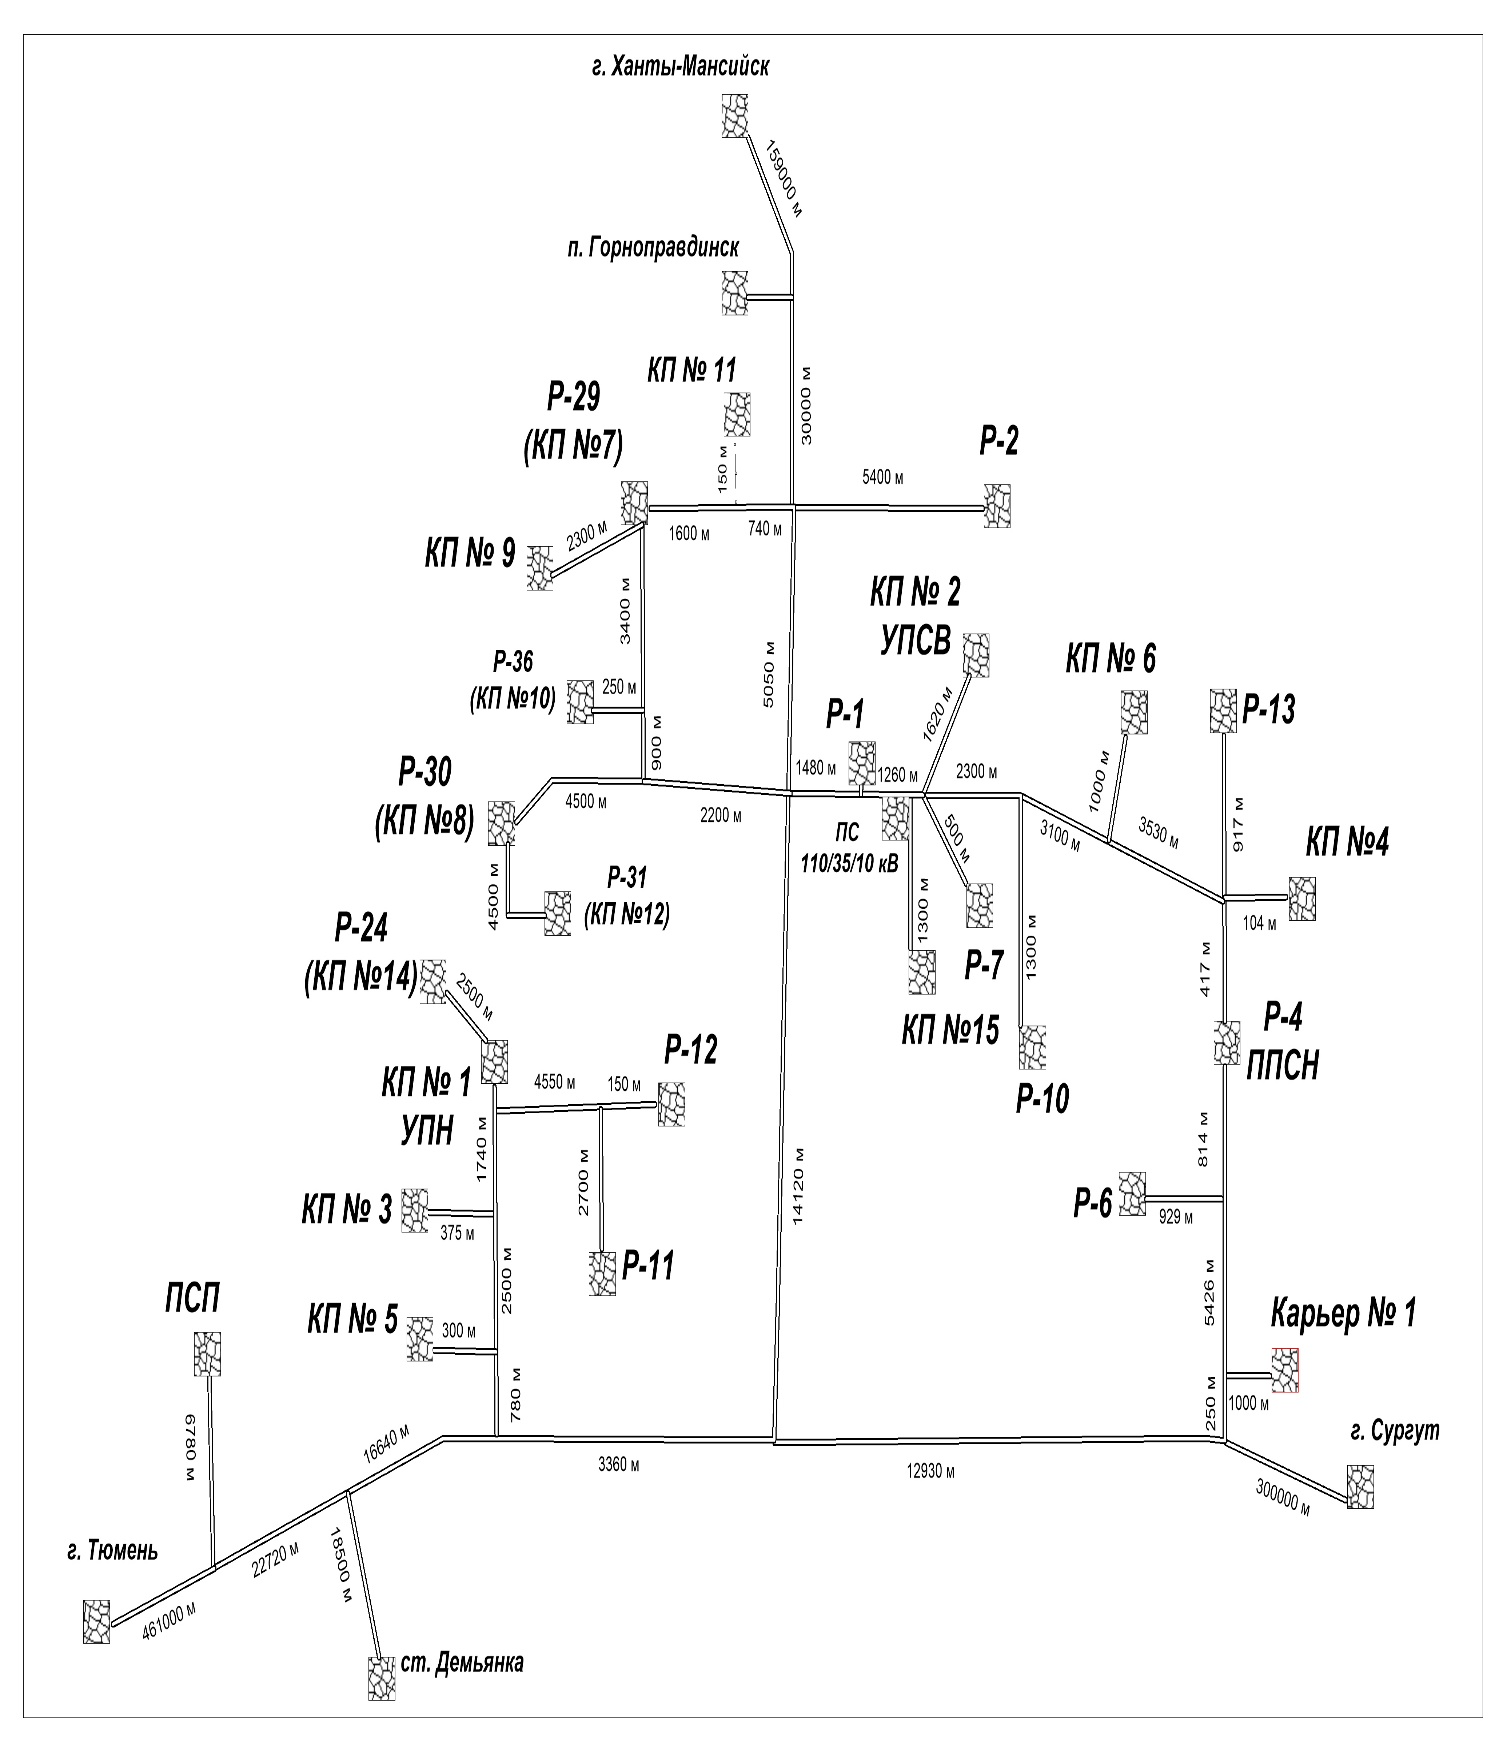 г. Ханты-Мансийск
159000 м
п. Горноправдинск
30000 м
КП № 11
150 м
Р-29
(КП №7)
Р-2
5400 м
1600 м
740 м
КП № 9
2300 м
3400 м
КП № 2
УПСВ
1620 м
Р-36
(КП №10)
250 м
900 м
5050 м
КП № 6
1000 м
Р-13
917 м
Р-1
1480 м
1260 м
2300 м
Р-30
(КП №8)
4500 м
2200 м
ПС
110/35/10 кВ
500 м
3100 м
3530 м
КП №4
104 м
4500 м
Р-31
(КП №12)
1300 м
Р-7
КП №15
1300 м
Р-10
417 м
Р-4
ППСН
Р-24
(КП №14)
2500 м
КП № 1
УПН
4550 м
150 м
Р-12
1740 м
2700 м
Р-11
14120 м
814 м
Р-6
929 м
КП № 3
375 м
2500 м
5426 м
ПСП
КП № 5
300 м
780 м
Карьер № 1
1000 м
250 м
г. Сургут
300000 м
6780 м
16640 м
3360 м
12930 м
г. Тюмень
461000 м
22720 м
18500 м
ст. Демьянка